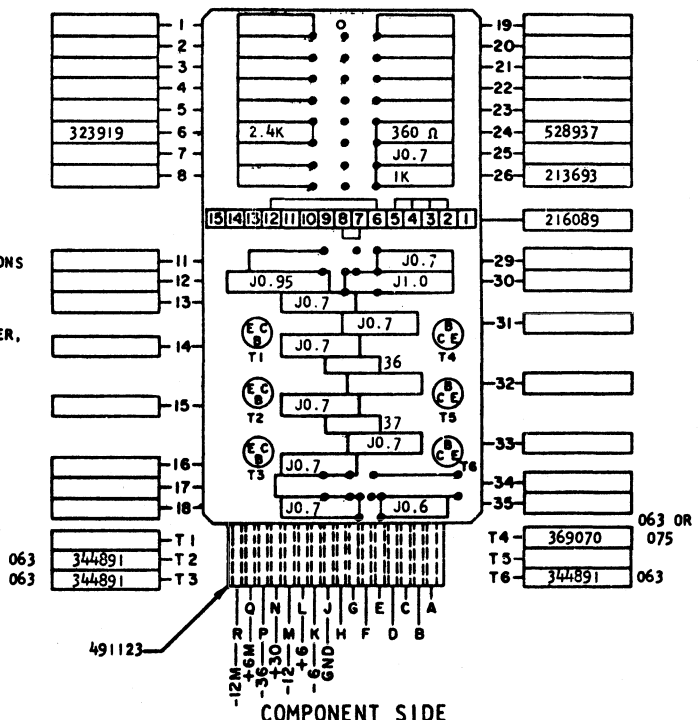 1 19
2 20
3 21
4 22
5 23
323919 6 2.4K 360 Ω 24 528937
7 J0.7 25
8 1K 26 213693
15 14 13 12 11 10 9 8 7 6 5 4 3 2 1 216089
ONS 11 J0.7 29
12 J0.95 J1.0 30
13 J0.7
J0.7 31
ER, 14 E C B T1 J0.7 B C E T4
36
E C B T2 B C E T5 32
15 J0.7
37
E C B T3 J0.7 B C E T6 33
16 J0.7
17 34
18 J0.7 J0.6 35
T1 T4 369070 063 OR 075
063 344891 T2 T5
063 344891 T3 T6 344891 063
491123
Q N L J G E C A
R P M K H F D B
-12M +6M -36 +30 -12 +6 -6 GND
COMPONENT SIDE